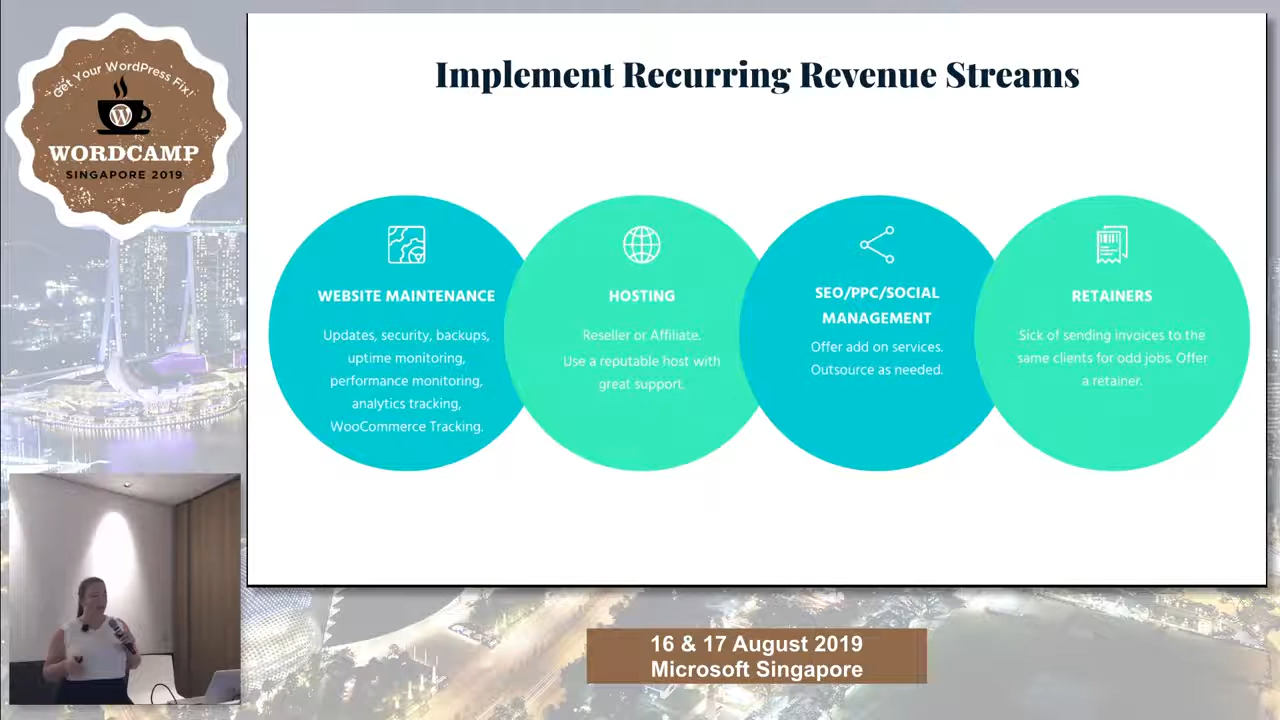 Get Your WordPress Fix!
WORDCAMP
SINGAPORE 2019
Implement Recurring Revenue Streams
WEBSITE MAINTENANCE
Updates, security, backups,
uptime monitoring,
performance monitoring,
analytics tracking,
WooCommerce Tracking.
HOSTING
Reseller or Affiliate.
Use a reputable host with
great support.
SEO/PPC/SOCIAL
MANAGEMENT
Offer add on services.
Outsource as needed.
RETAINERS
Sick of sending invoices to the
same clients for odd jobs. Offer
a retainer.
16 & 17 August 2019
Microsoft Singapore